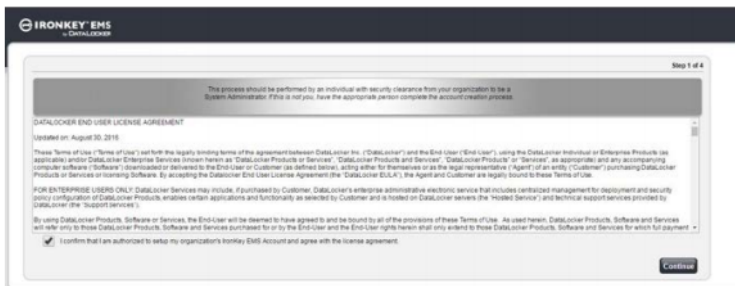 IRONKEY EMS
by DATALOCKER
Step 1 of 4
This process should be performed by an individual with security clearance from your organization to be a
System Administrator. If this is not you, have the appropriate person complete the account creation process.
DATALOCKER END USER LICENSE AGREEMENT
Updated on: August 30, 2016.
These Terms of Use ("Terms of Use") set forth the legally binding terms of the agreement between DataLocker Inc. ("DataLocker") and the End-User ("End-User"), using the DataLocker Individual or Enterprise Products (as
applicable) and/or DataLocker Enterprise Services (known herein as "DataLocker Products or Services", "DataLocker Products and Services", "DataLocker Products" or "Services", as appropriate) and any accompanying
computer software ("Software") downloaded or delivered to the End-User or Customer (as defined below), acting either for themselves or as the legal representative ("Agent") of an entity ("Customer") purchasing DataLocker
Products or Services or licensing Software. By accepting the Datalocker End User License Agreement (the "DataLocker EULA"), the Agent and Customer are legally bound to these Terms of Use.
FOR ENTERPRISE USERS ONLY: DataLocker Services may include, if purchased by Customer, DataLocker's enterprise administrative electronic service that includes centralized management for deployment and security
policy configuration of DataLocker Products, enables certain applications and functionality as selected by Customer and is hosted on DataLocker servers (the "Hosted Service") and technical support services provided by
DataLocker (the "Support Services").
By using DataLocker Products, Software or Services, the End-User will be deemed to have agreed to and be bound by all of the provisions of these Terms of Use. As used herein, DataLocker Products, Software and Services
will refer only to those DataLocker Products, Software and Services purchased for or by the End-User and the End-User rights herein shall only extend to those DataLocker Products, Software and Services for which full payment
I confirm that I am authorized to setup my organization's IronKey EMS Account and agree with the license agreement.
Continue